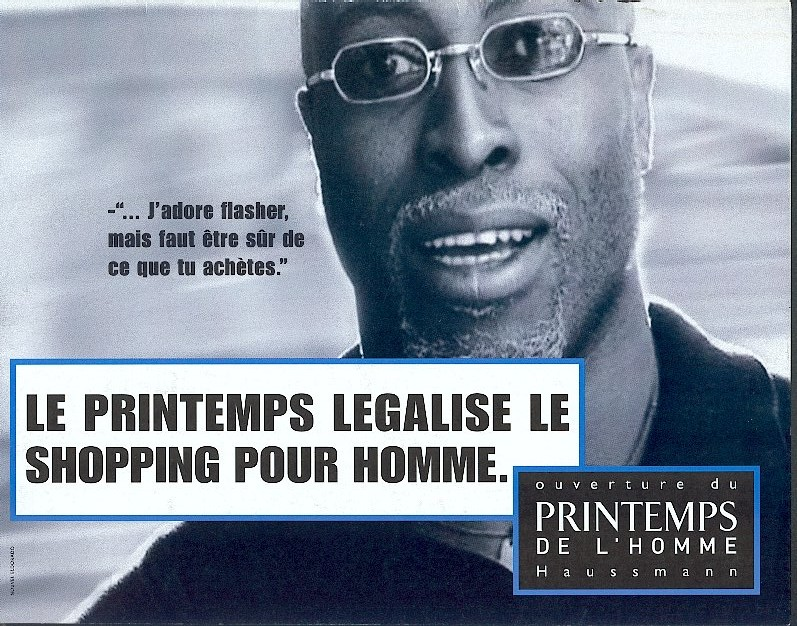 -“... J'adore flasher,
mais faut être sûr de
ce que tu achètes.”
LE PRINTEMPS LEGALISE LE
SHOPPING POUR HOMME.
ouverture du
PRINTEMPS
DE L'HOMME
Haussmann